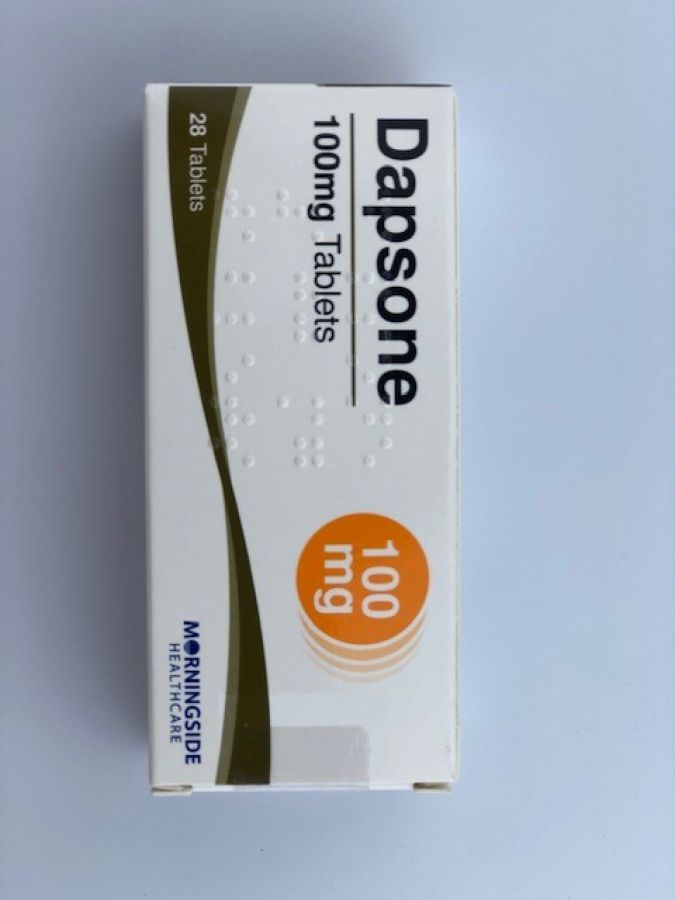 Dapsone
100mg Tablets
28 Tablets
100
mg
MORNINGSIDE
HEALTHCARE